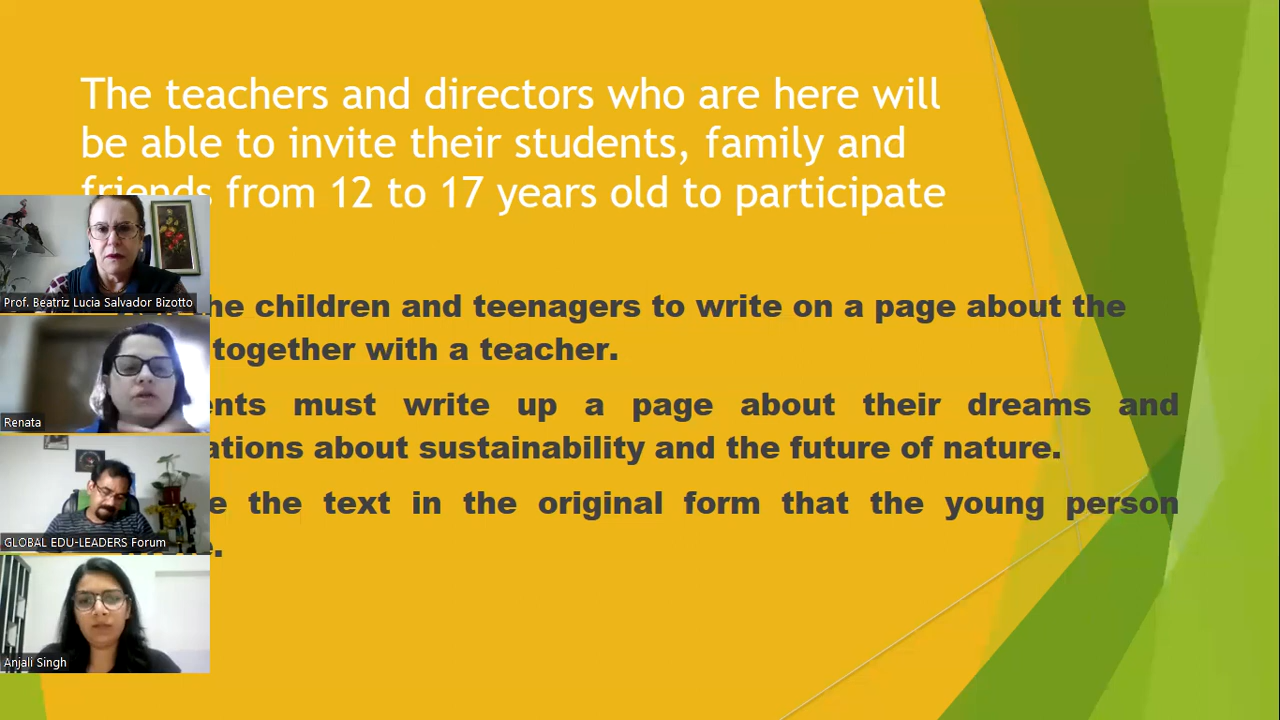 The teachers and directors who are here will
be able to invite their students, family and
friends from 12 to 17 years old to participate
children and teenagers to write on a page about the
together with a teacher.
must write up a page about their dreams and
about sustainability and the future of nature.
the text in the original form that the young person
Prof. Beatriz Lucia Salvador Bizotto
Renata
GLOBAL EDU-LEADERS Forum
Anjali Singh